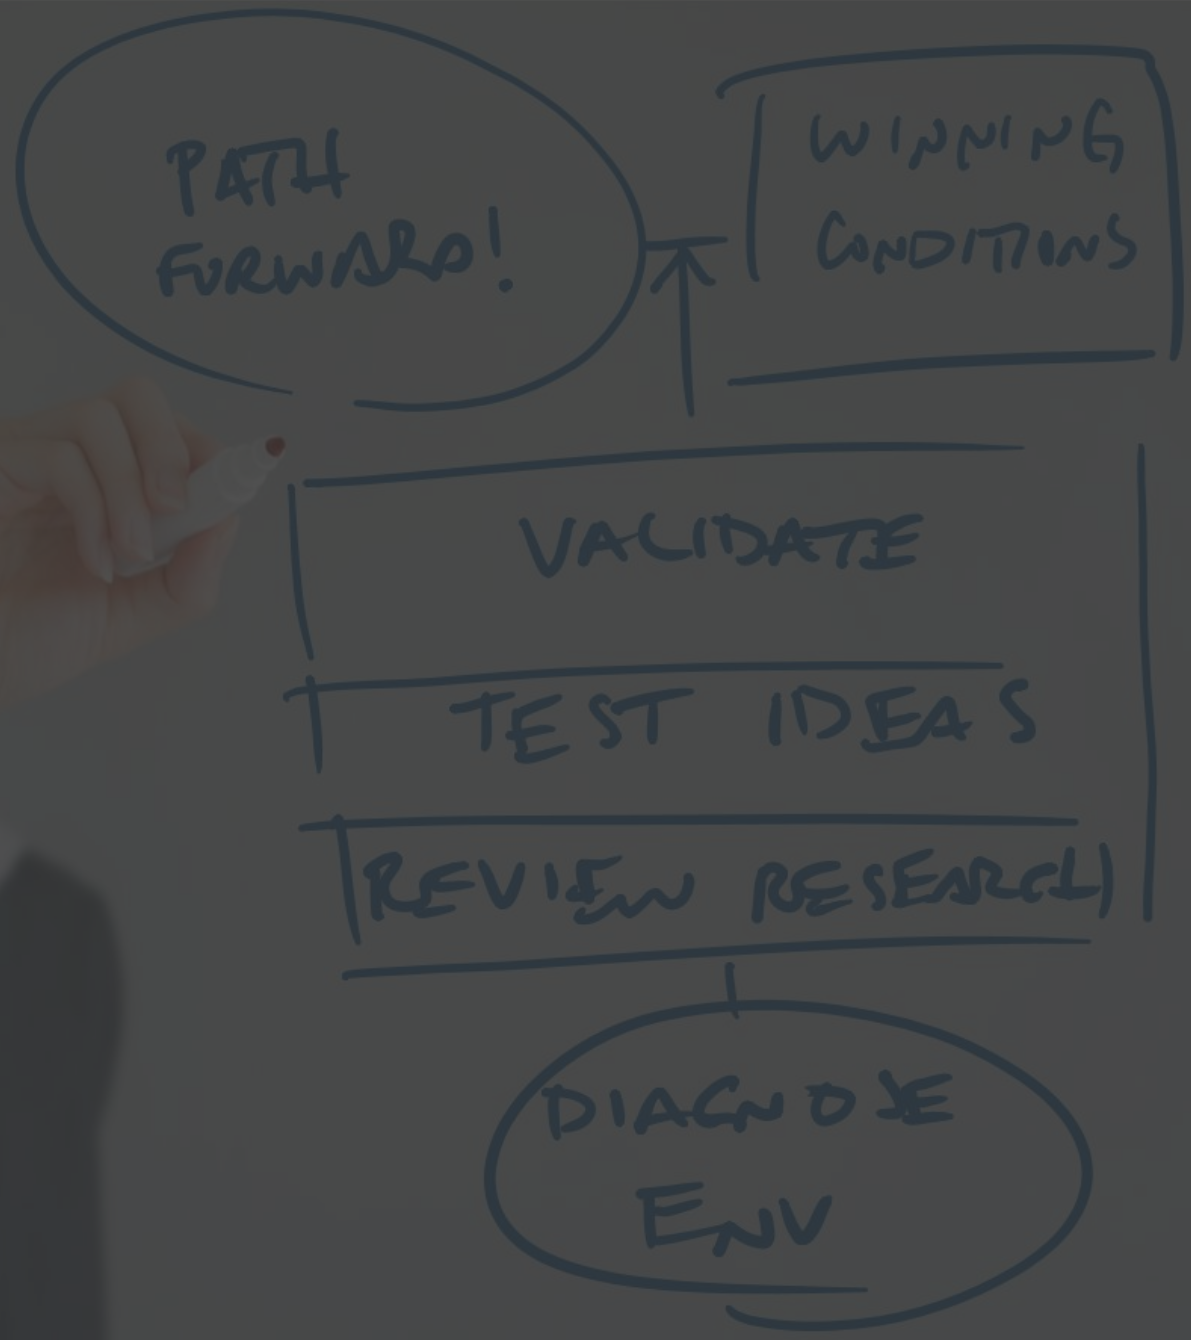 PATH
FORWARD!
WINNING
CONDITIONS
VALIDATE
TEST IDEAS
REVIEW RESEARCH
DIAGNOSE
ENV